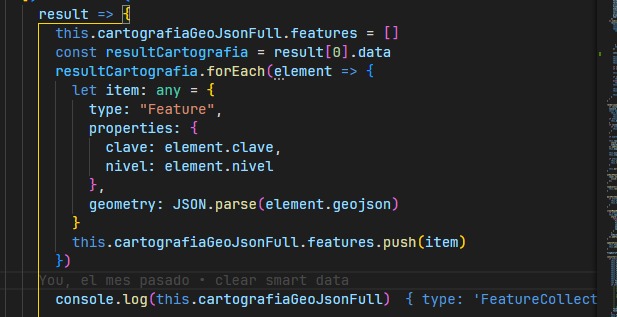 result => {
this.cartografiaGeoJsonFull.features = []
const resultCartografia = result[0].data
resultCartografia.forEach(element => {
let item: any = {
type: "Feature",
properties: {
clave: element.clave,
nivel: element.nivel
},
geometry: JSON.parse(element.geojson)
}
this.cartografiaGeoJsonFull.features.push(item)
})
You, el mes pasado • clear smart data
console.log(this.cartografiaGeoJsonFull) { type: 'FeatureCollect